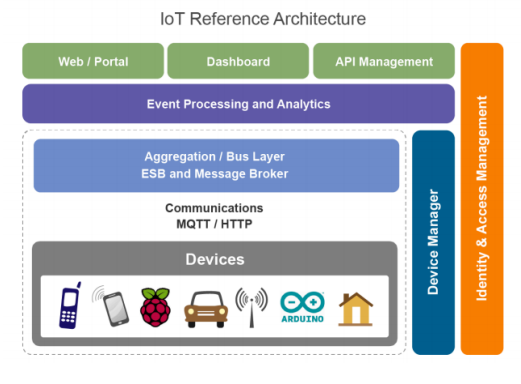 IoT Reference Architecture
Web / Portal
Dashboard
API Management
Event Processing and Analytics
Aggregation / Bus Layer
ESB and Message Broker
Communications
MQTT / HTTP
Devices
ARDUINO
Device Manager
Identity & Access Management